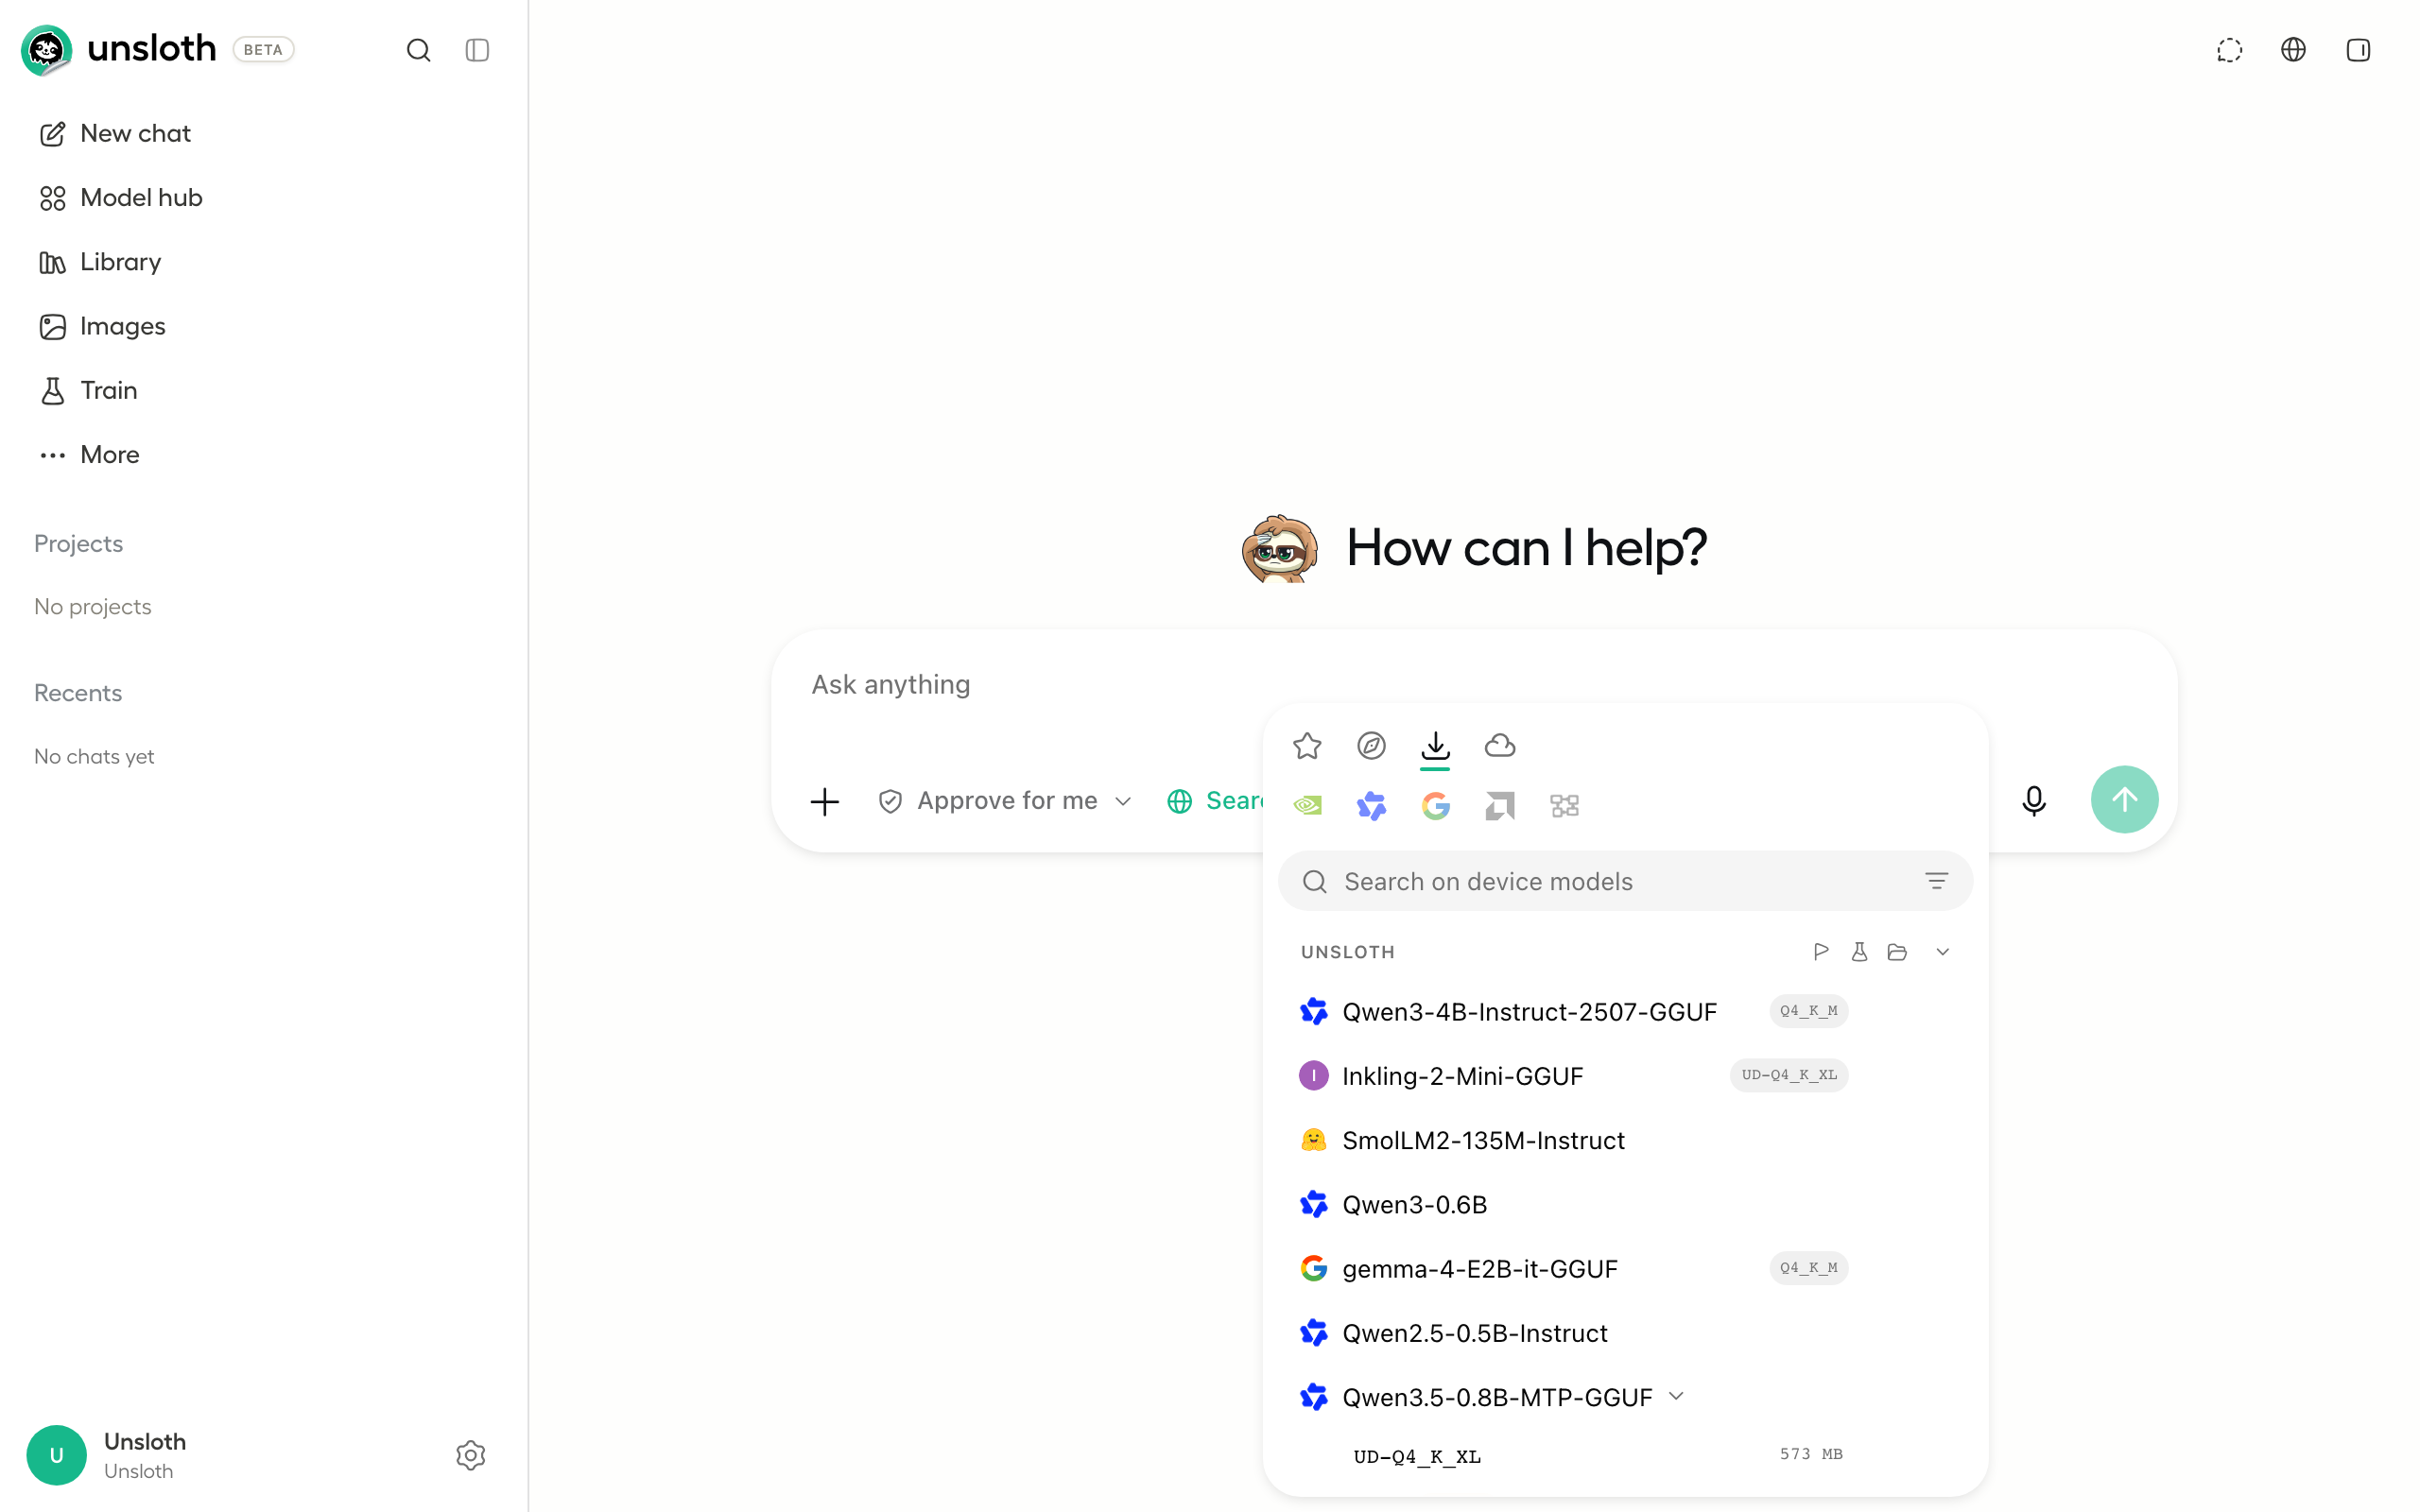 unsloth BETA
New chat
Model hub
Library
Images
Train
More
Projects
No projects
Recents
No chats yet
U
Unsloth
Unsloth
How can I help?
Ask anything
Approve for me
Search on device models
UNSLOTH
Qwen3-4B-Instruct-2507-GGUF Q4_K_M
I Inkling-2-Mini-GGUF UD-Q4_K_XL
SmolLM2-135M-Instruct
Qwen3-0.6B
gemma-4-E2B-it-GGUF Q4_K_M
Qwen2.5-0.5B-Instruct
Qwen3.5-0.8B-MTP-GGUF
UD-Q4_K_XL 573 MB